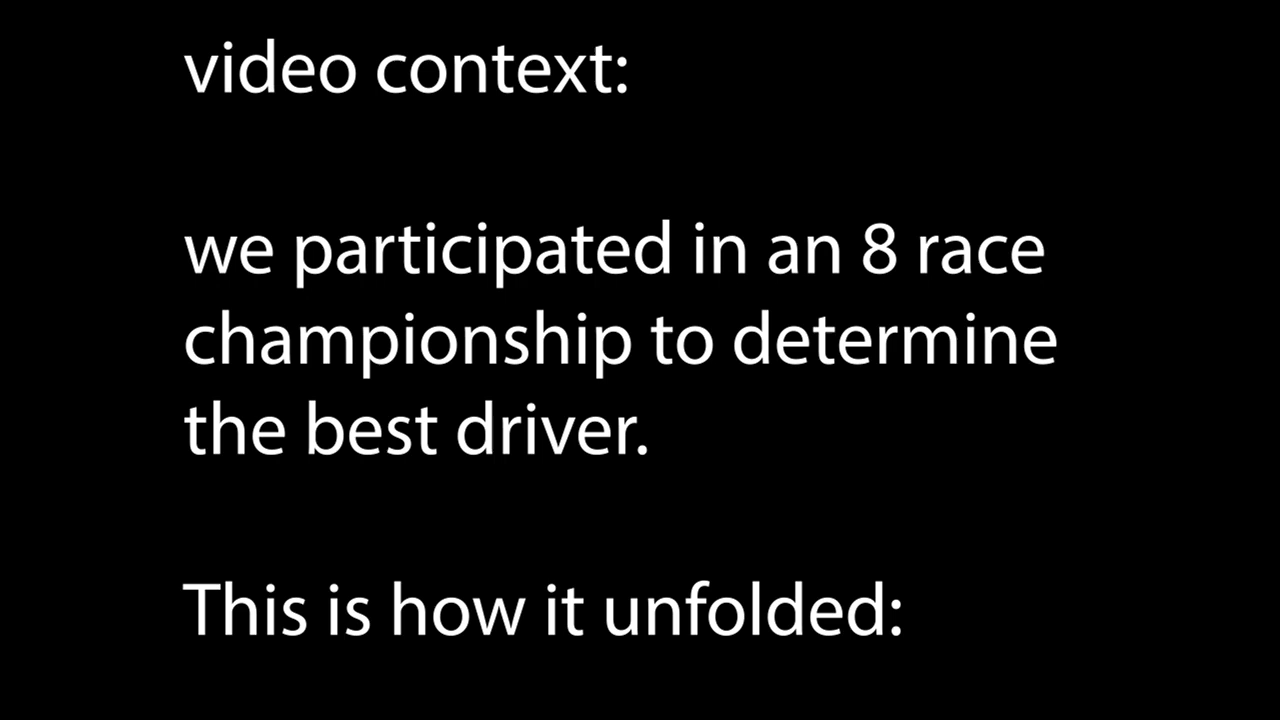 video context:
we participated in an 8 race
championship to determine
the best driver.
This is how it unfolded: